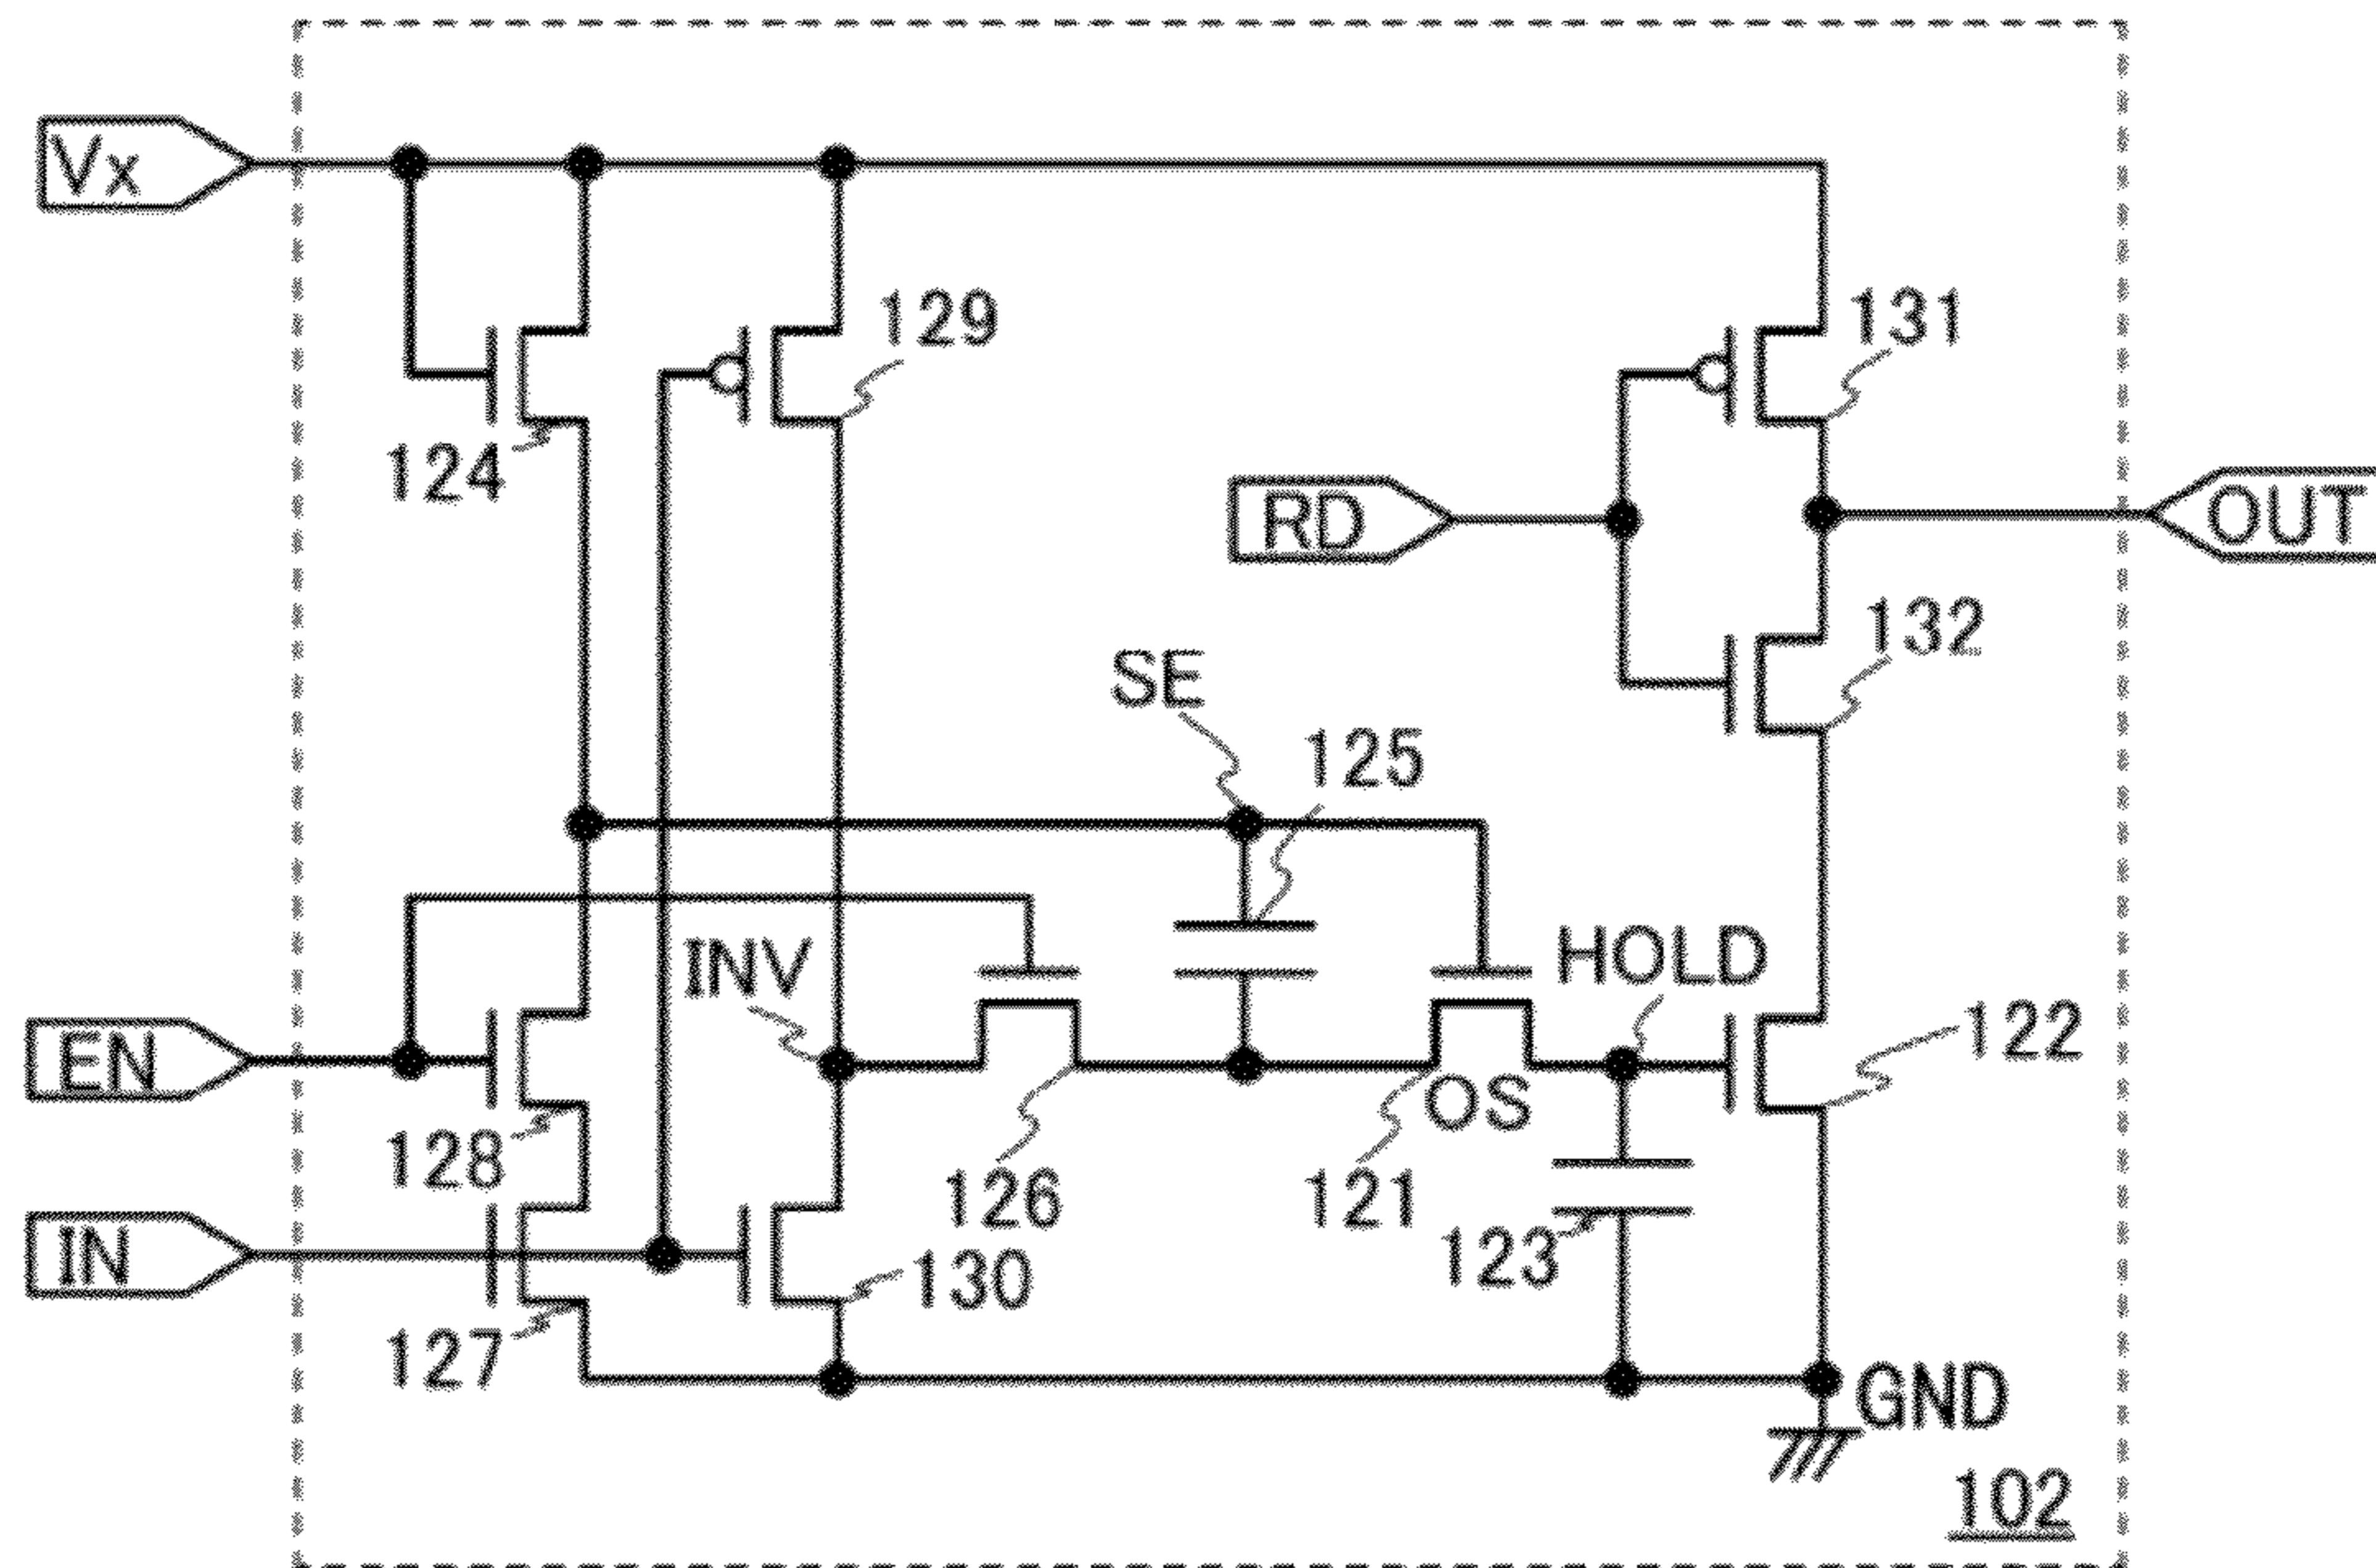 Vx
129
131
124
RD
OUT
132
SE
125
INV
HOLD
EN
122
OS
128
126
121
IN
123
130
127
GND
102